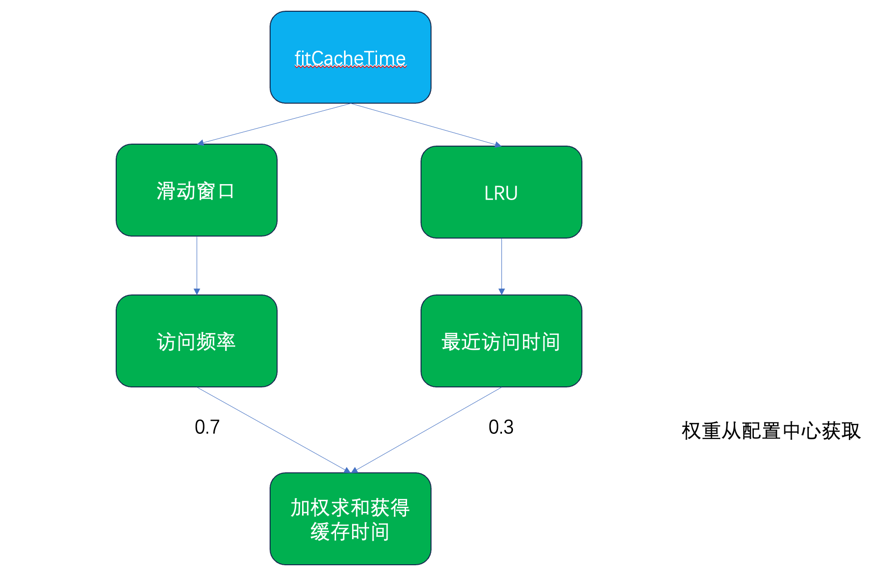 fitCacheTime
滑动窗口
LRU
访问频率
最近访问时间
0.7
0.3
权重从配置中心获取
加权求和获得
缓存时间